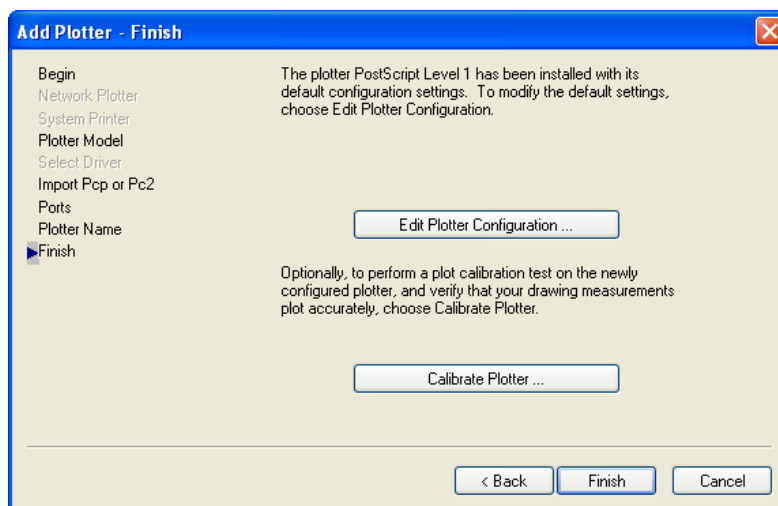 Add Plotter - Finish
Begin
Network Plotter
System Printer
Plotter Model
Select Driver
Import Pcp or Pc2
Ports
Plotter Name
Finish
The plotter PostScript Level 1 has been installed with its
default configuration settings. To modify the default settings,
choose Edit Plotter Configuration.
Edit Plotter Configuration ...
Optionally, to perform a plot calibration test on the newly
configured plotter, and verify that your drawing measurements
plot accurately, choose Calibrate Plotter.
Calibrate Plotter ...
< Back
Finish
Cancel